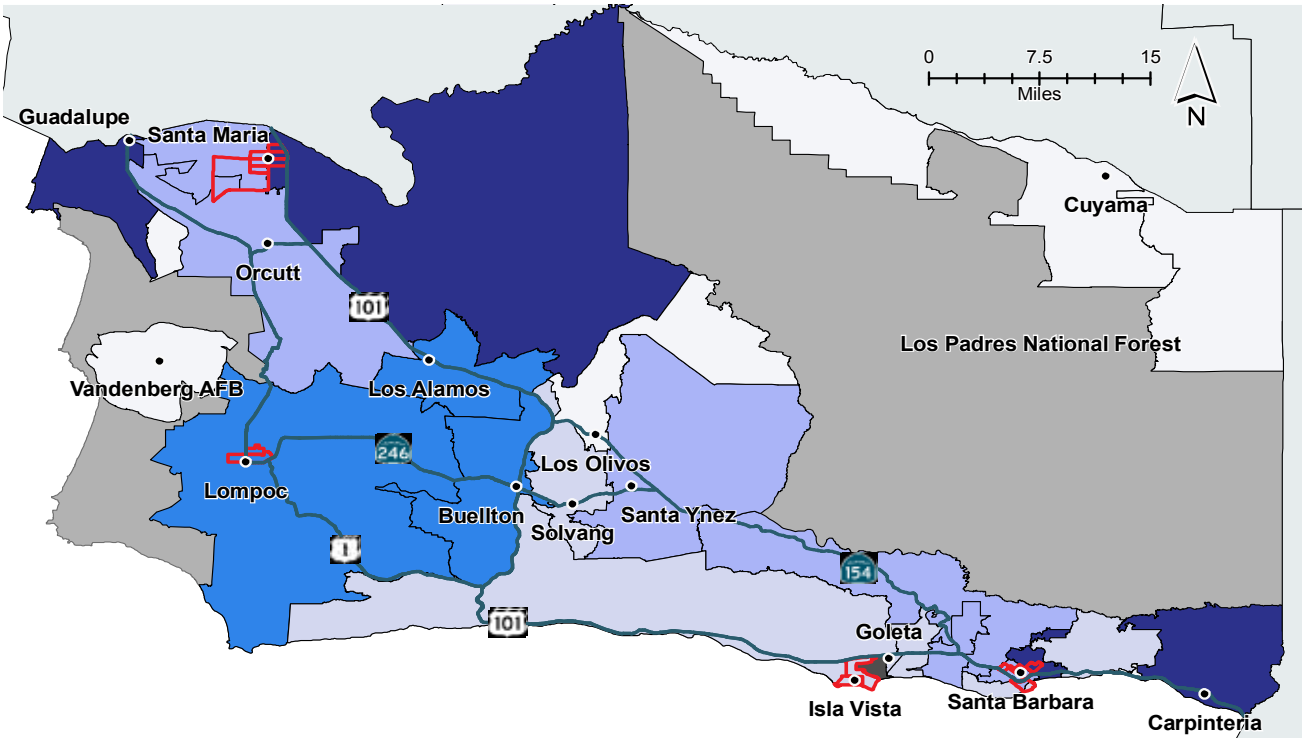 0 7.5 15
Miles
N
Guadalupe
Santa Maria
Cuyama
Orcutt
101
Los Padres National Forest
Vandenberg AFB
Los Alamos
246
Los Olivos
Lompoc
Buellton
Santa Ynez
Solvang
1
154
101
Goleta
Isla Vista
Santa Barbara
Carpinteria